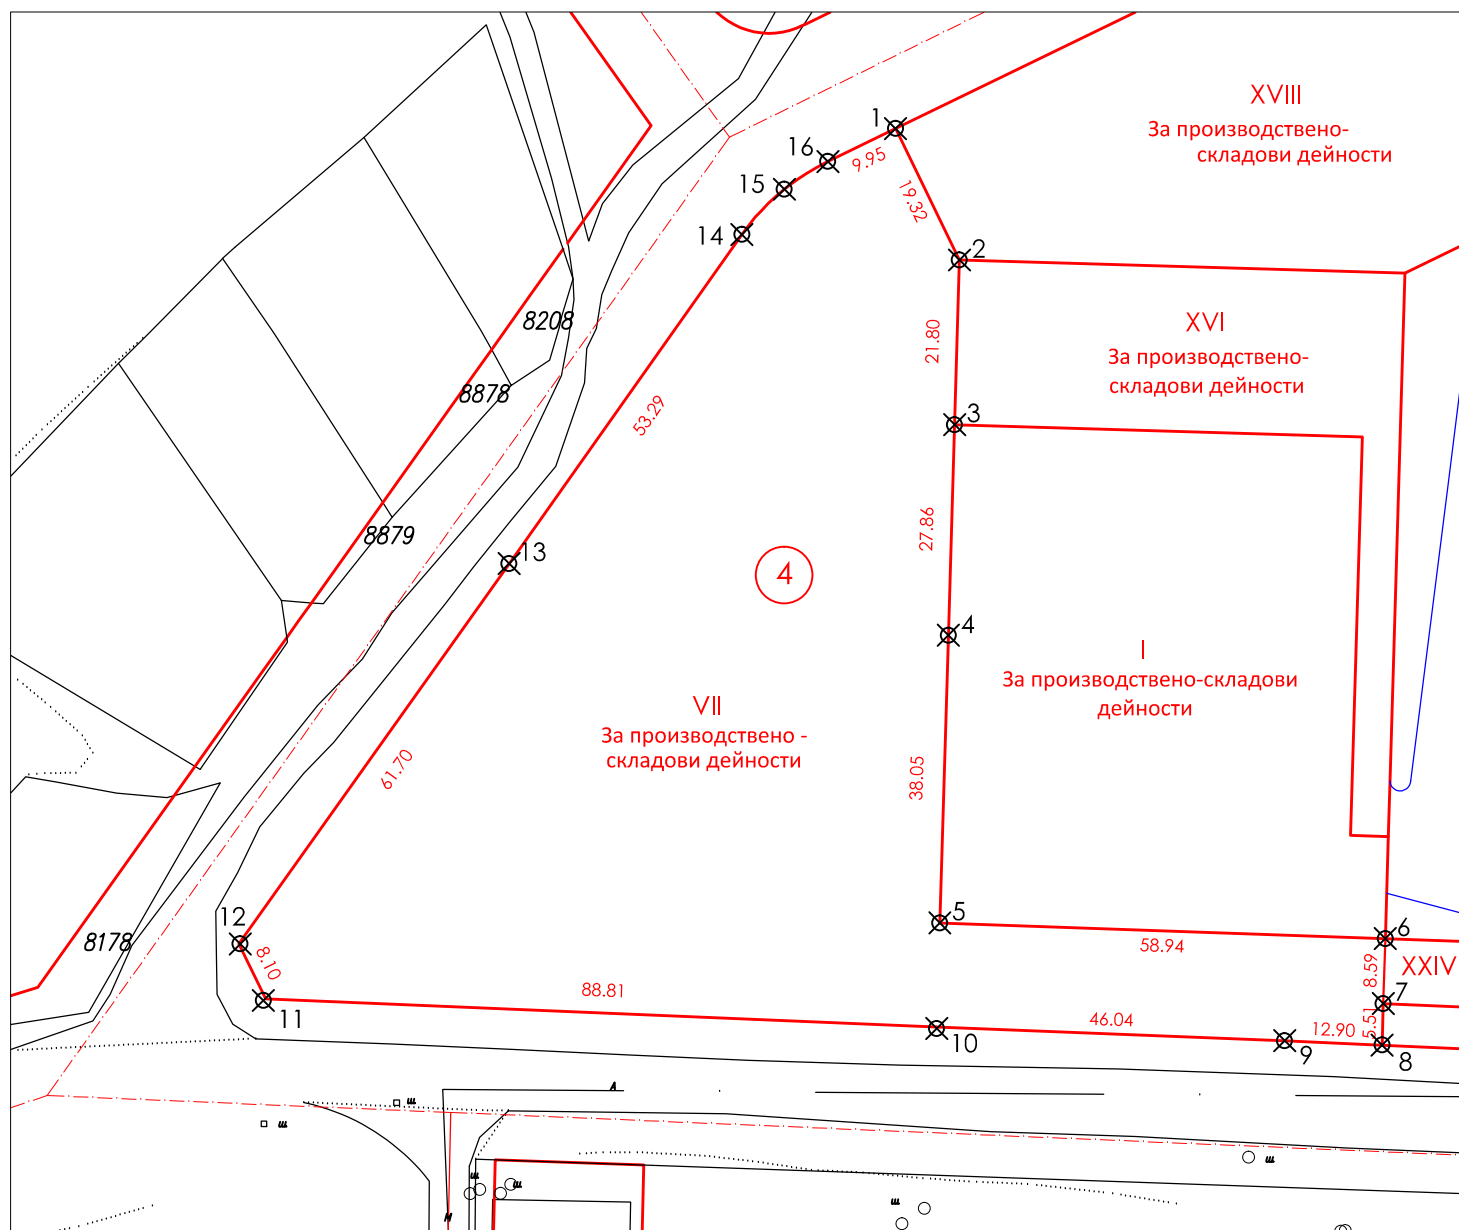 XVIII
За производствено-
складови дейности
1
16
9.95
15
19.32
14
2
8208
21.80
XVI
За производствено-
складови дейности
8878
53.29
3
8879
27.86
13
4
4
I
За производствено-складови
дейности
VII
За производствено -
складови дейности
61.70
38.05
12
5
8178
8.10
58.94
6
8.59
XXIV
88.81
11
7
46.04
5.51
12.90
10
9
8
А
ш
ш
ш
ш
ш
ш
М